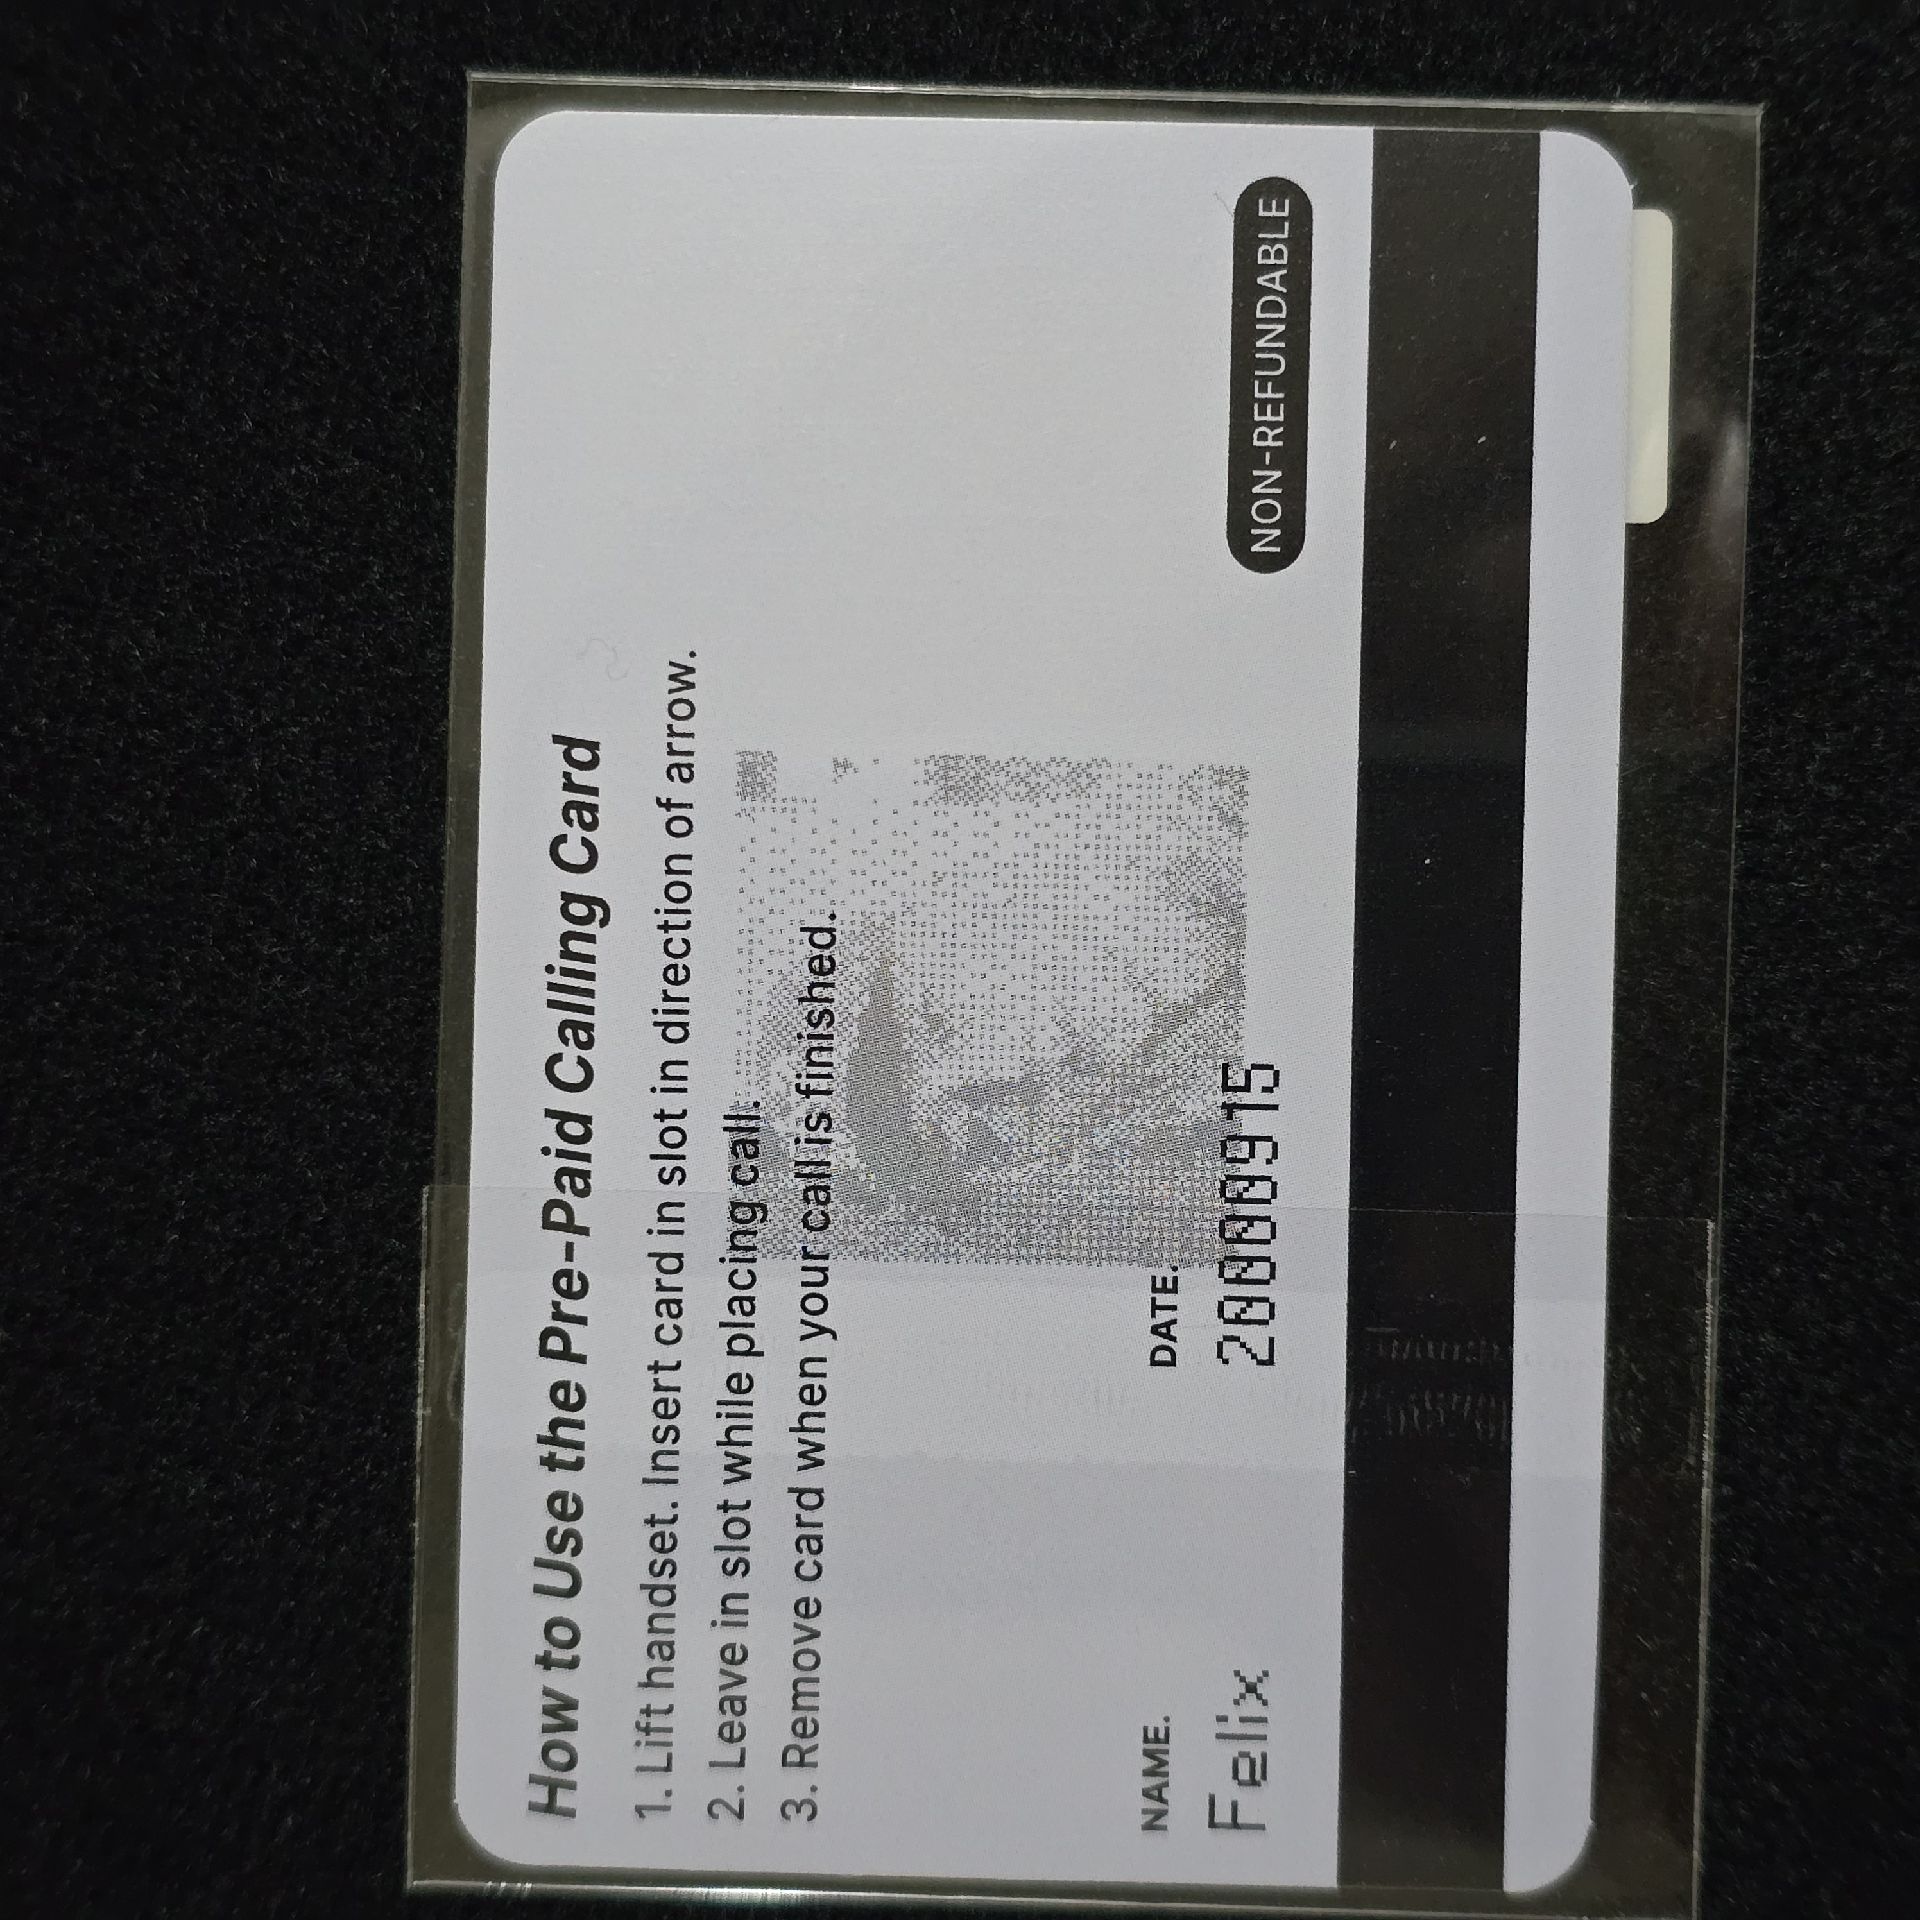 How to Use the Pre-Paid Calling Card
1. Lift handset. Insert card in slot in direction of arrow.
2. Leave in slot while placing call.
3. Remove card when your call is finished.
NAME.
Felix
DATE.
20000915
NON-REFUNDABLE